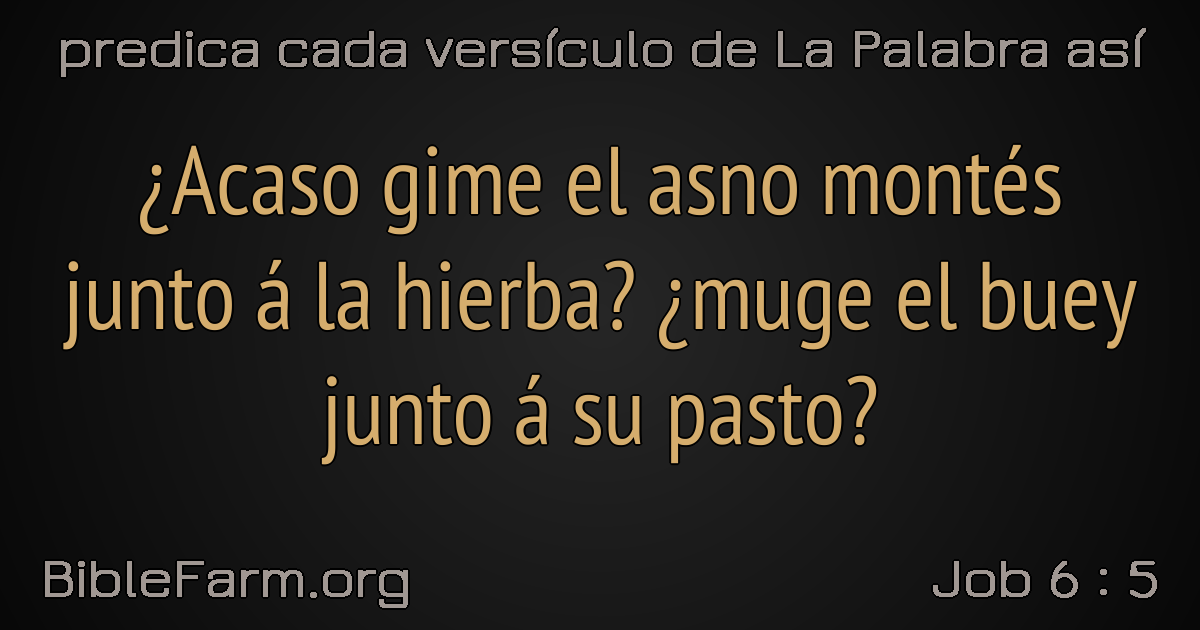 predica cada versículo de La Palabra así
¿Acaso gime el asno montés
junto á la hierba? ¿muge el buey
junto á su pasto?
BibleFarm.org
Job 6 : 5